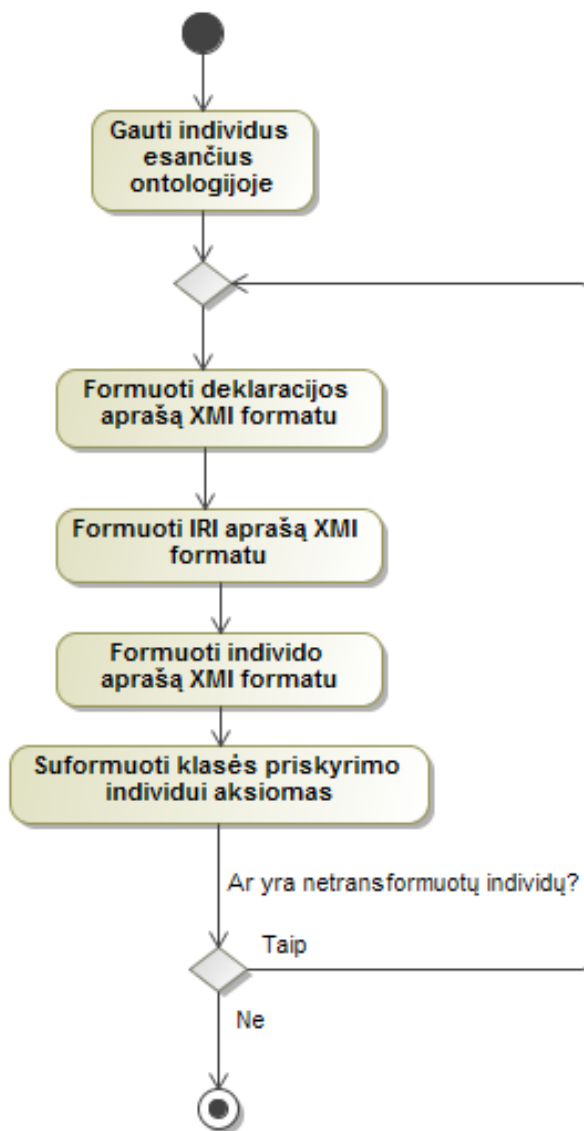 Gauti individus
esančius
ontologijoje
Formuoti deklaracijos
aprašą XMI formatu
Formuoti IRI aprašą XMI
formatu
Formuoti individo
aprašą XMI formatu
Suformuoti klasės priskyrimo
individui aksiomas
Ar yra netransformuotų individų?
Taip
Ne